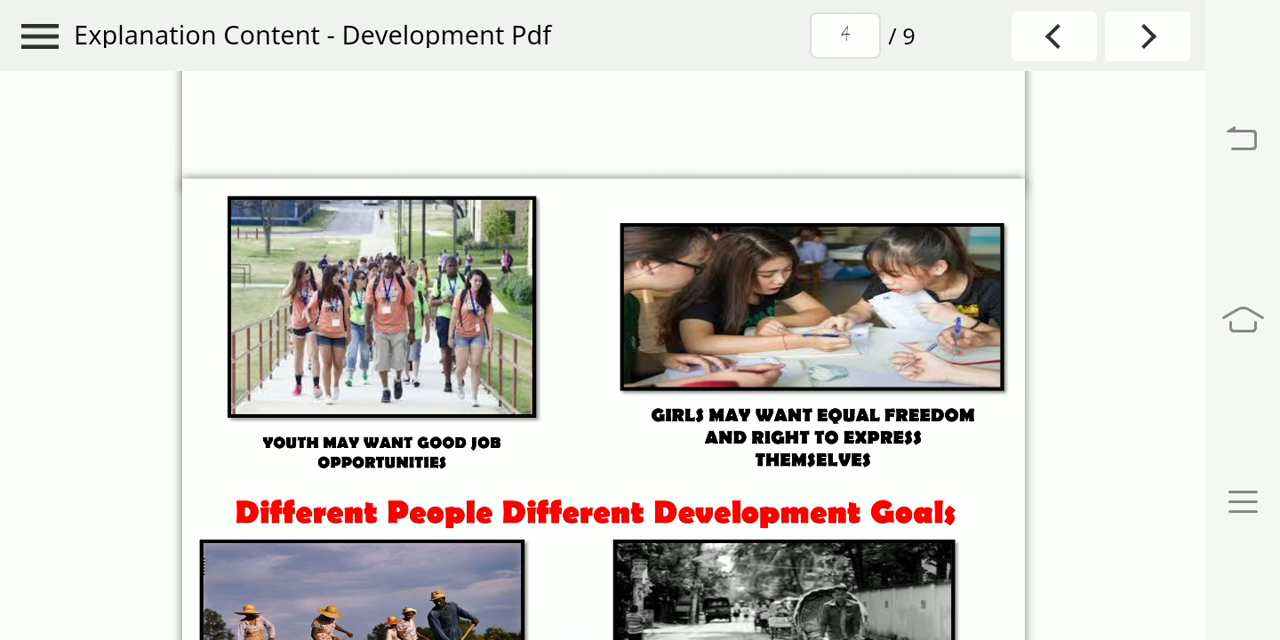 Explanation Content - Development Pdf
4 / 9
YOUTH MAY WANT GOOD JOB
OPPORTUNITIES
GIRLS MAY WANT EQUAL FREEDOM
AND RIGHT TO EXPRESS
THEMSELVES
Different People Different Development Goals